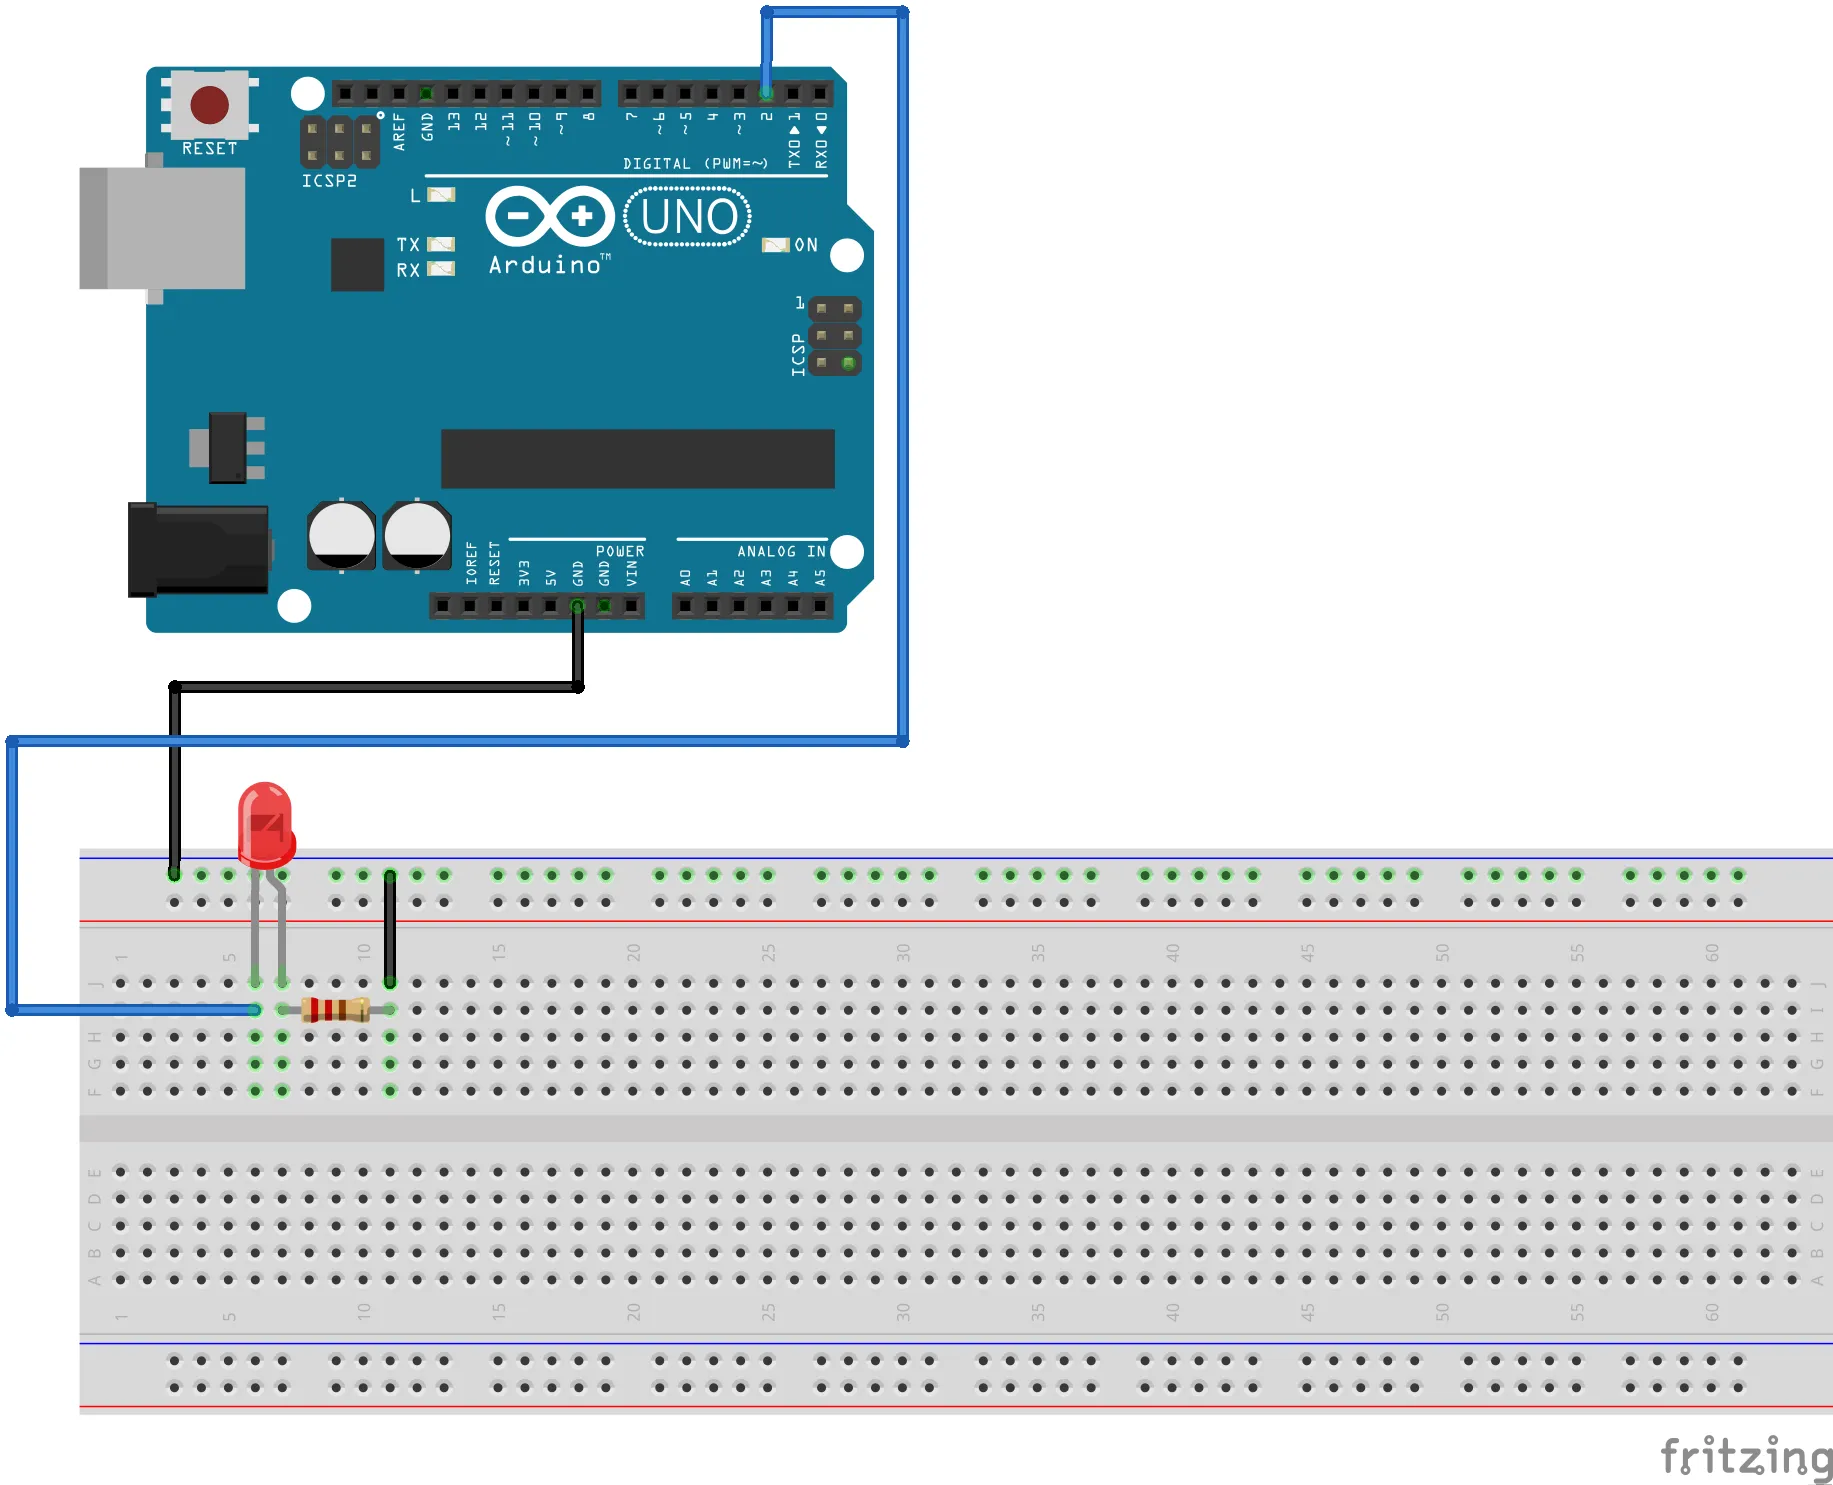 RESET
ICSP2
AREF
GND
13
12
~11
~10
~9
8
7
~6
~5
4
~3
2
TX0▶1
RX0◀0
DIGITAL (PWM=~)
L
TX
RX
Arduino™
UNO
ON
1
ICSP
IOREF
RESET
3V3
5V
GND
GND
VIN
POWER
ANALOG IN
A0
A1
A2
A3
A4
A5
1 5 10 15 20 25 30 35 40 45 50 55 60
J J
I I
H H
G G
F F
E E
D D
C C
B B
A A
1 5 10 15 20 25 30 35 40 45 50 55 60
fritzing